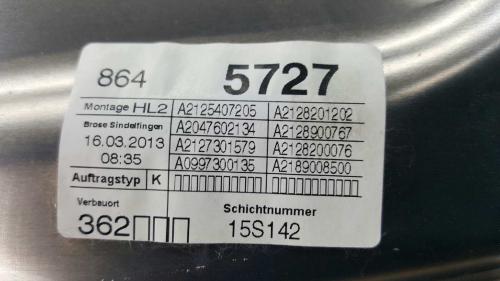 864 5727
Montage HL2 A2125407205 A2128201202
Brose Sindelfingen A2047602134 A2128900767
16.03.2013 A2127301579 A2128200076
08:35 A0997300135 A2189008500
Auftragstyp K ▯▯▯▯▯▯▯▯▯▯▯ ▯▯▯▯▯▯▯▯▯▯▯
Verbauort Schichtnummer
362▯▯▯ 15S142